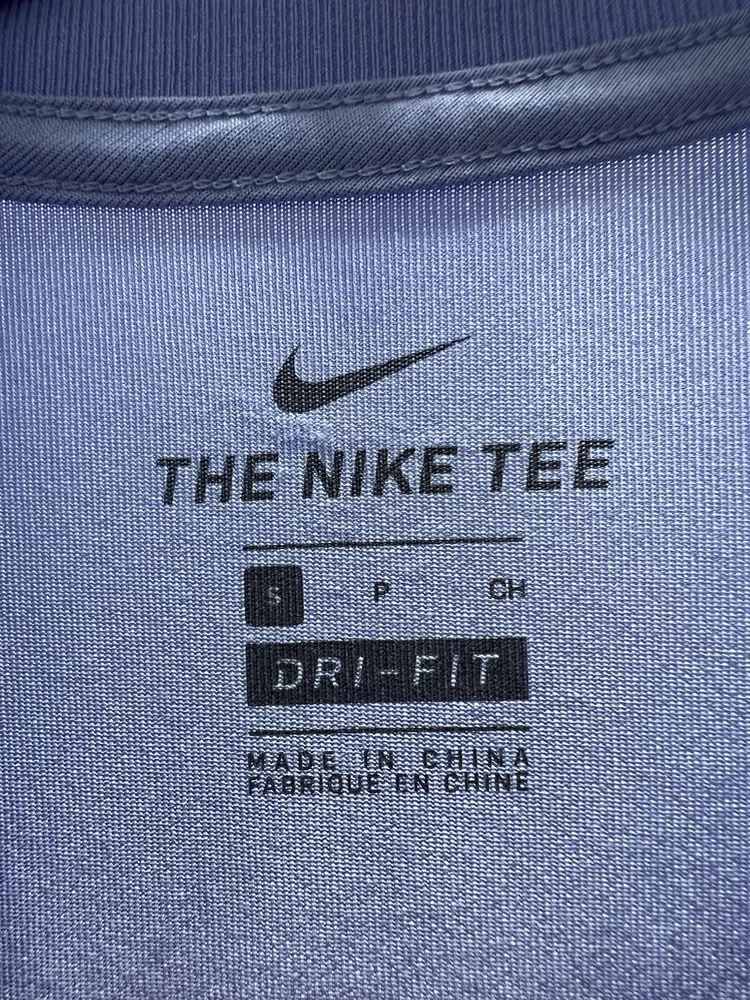 THE NIKE TEE
S P CH
DRI-FIT
MADE IN CHINA
FABRIQUE EN CHINE